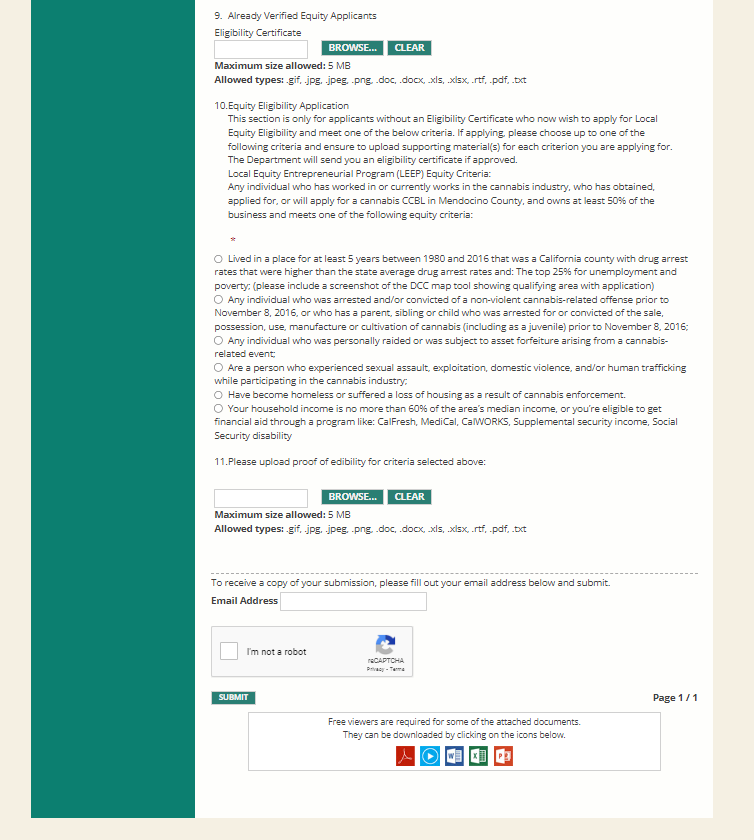 9. Already Verified Equity Applicants
Eligibility Certificate
BROWSE... CLEAR
Maximum size allowed: 5 MB
Allowed types: .gif, .jpg, .jpeg, .png, .doc, .docx, .xls, .xlsx, .rtf, .pdf, .txt
10.Equity Eligibility Application
This section is only for applicants without an Eligibility Certificate who now wish to apply for Local
Equity Eligibility and meet one of the below criteria. If applying, please choose up to one of the
following criteria and ensure to upload supporting material(s) for each criterion you are applying for.
The Department will send you an eligibility certificate if approved.
Local Equity Entrepreneurial Program (LEEP) Equity Criteria:
Any individual who has worked in or currently works in the cannabis industry, who has obtained,
applied for, or will apply for a cannabis CCBL in Mendocino County, and owns at least 50% of the
business and meets one of the following equity criteria:
*
Lived in a place for at least 5 years between 1980 and 2016 that was a California county with drug arrest
rates that were higher than the state average drug arrest rates and: The top 25% for unemployment and
poverty; (please include a screenshot of the DCC map tool showing qualifying area with application)
Any individual who was arrested and/or convicted of a non-violent cannabis-related offense prior to
November 8, 2016, or who has a parent, sibling or child who was arrested for or convicted of the sale,
possession, use, manufacture or cultivation of cannabis (including as a juvenile) prior to November 8, 2016;
Any individual who was personally raided or was subject to asset forfeiture arising from a cannabis-
related event;
Are a person who experienced sexual assault, exploitation, domestic violence, and/or human trafficking
while participating in the cannabis industry;
Have become homeless or suffered a loss of housing as a result of cannabis enforcement.
Your household income is no more than 60% of the area's median income, or you're eligible to get
financial aid through a program like: CalFresh, MediCal, CalWORKS, Supplemental security income, Social
Security disability
11.Please upload proof of edibility for criteria selected above:
BROWSE... CLEAR
Maximum size allowed: 5 MB
Allowed types: .gif, .jpg, .jpeg, .png, .doc, .docx, .xls, .xlsx, .rtf, .pdf, .txt
To receive a copy of your submission, please fill out your email address below and submit.
Email Address
I'm not a robot
reCAPTCHA
Privacy - Terms
SUBMIT
Page 1 / 1
Free viewers are required for some of the attached documents.
They can be downloaded by clicking on the icons below.